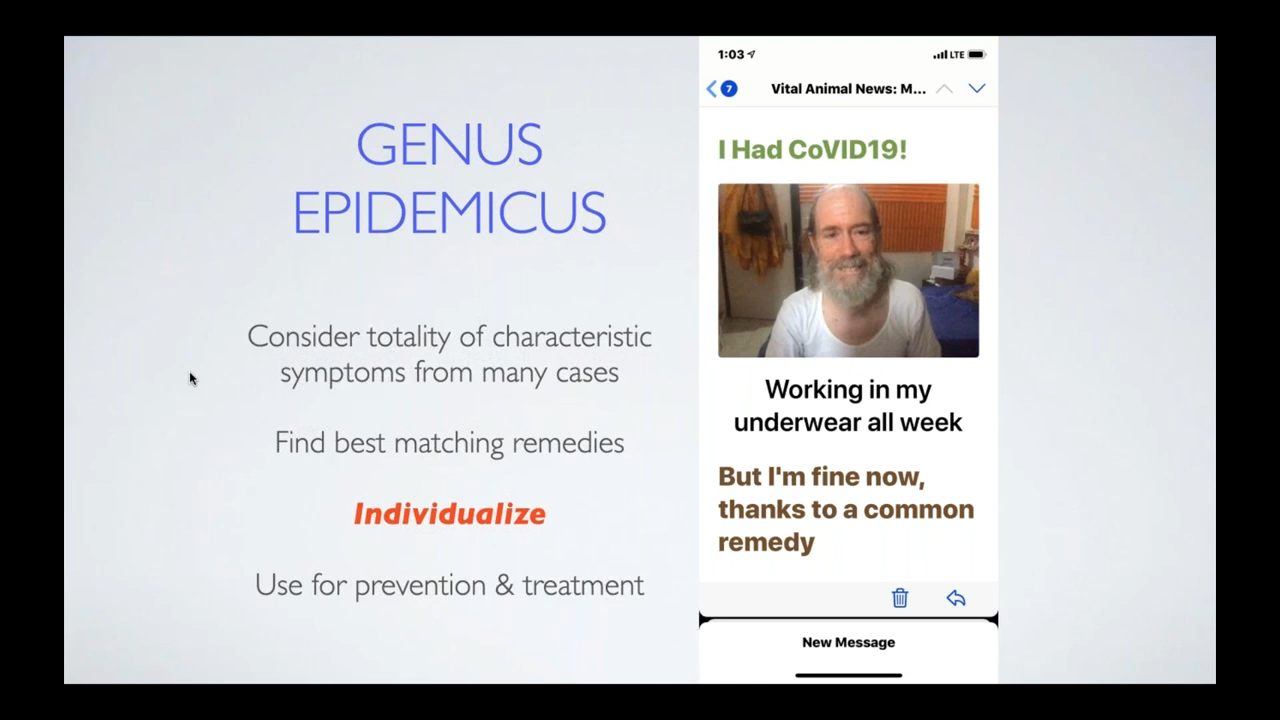 GENUS
EPIDEMICUS
Consider totality of characteristic
symptoms from many cases
Find best matching remedies
Individualize
Use for prevention & treatment
1:03
LTE
7
Vital Animal News: M...
I Had CoVID19!
Working in my
underwear all week
But I'm fine now,
thanks to a common
remedy
New Message